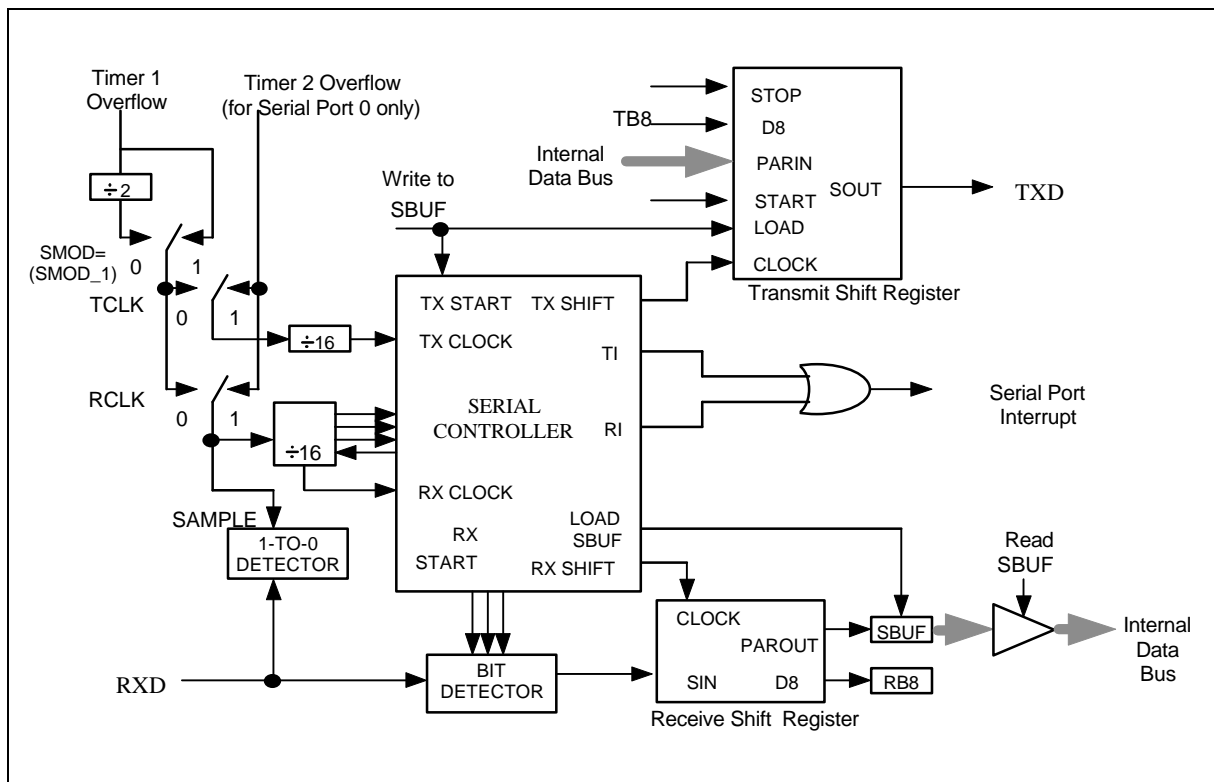 Timer 1
Overflow
Timer 2 Overflow
(for Serial Port 0 only)
÷2
SMOD=
(SMOD_1)
0
1
TCLK
0
1
÷16
RCLK
0
1
÷16
SAMPLE
1-TO-0
DETECTOR
RXD
Write to
SBUF
TX START
TX SHIFT
TX CLOCK
TI
SERIAL
CONTROLLER
RI
RX CLOCK
LOAD
SBUF
RX
START
RX SHIFT
BIT
DETECTOR
TB8
Internal
Data Bus
STOP
D8
PARIN
SOUT
START
LOAD
CLOCK
Transmit Shift Register
TXD
Serial Port
Interrupt
CLOCK
PAROUT
SIN
D8
Receive Shift Register
SBUF
RB8
Read
SBUF
Internal
Data
Bus